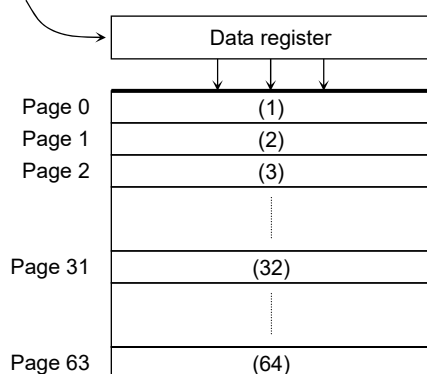 Data register
Page 0 (1)
Page 1 (2)
Page 2 (3)
Page 31 (32)
Page 63 (64)